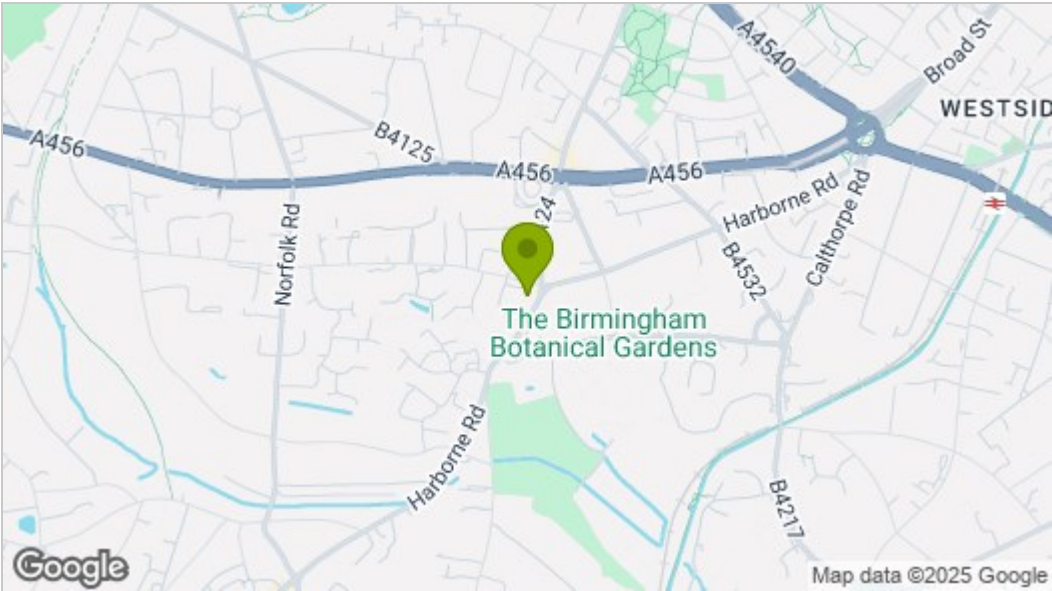 A4540
Broad St
WESTSID
A456
B4125
A456
A456
Harborne Rd
Calthorpe Rd
Norfolk Rd
24
B4532
The Birmingham
Botanical Gardens
Harborne Rd
B4217
Google
Map data ©2025 Google